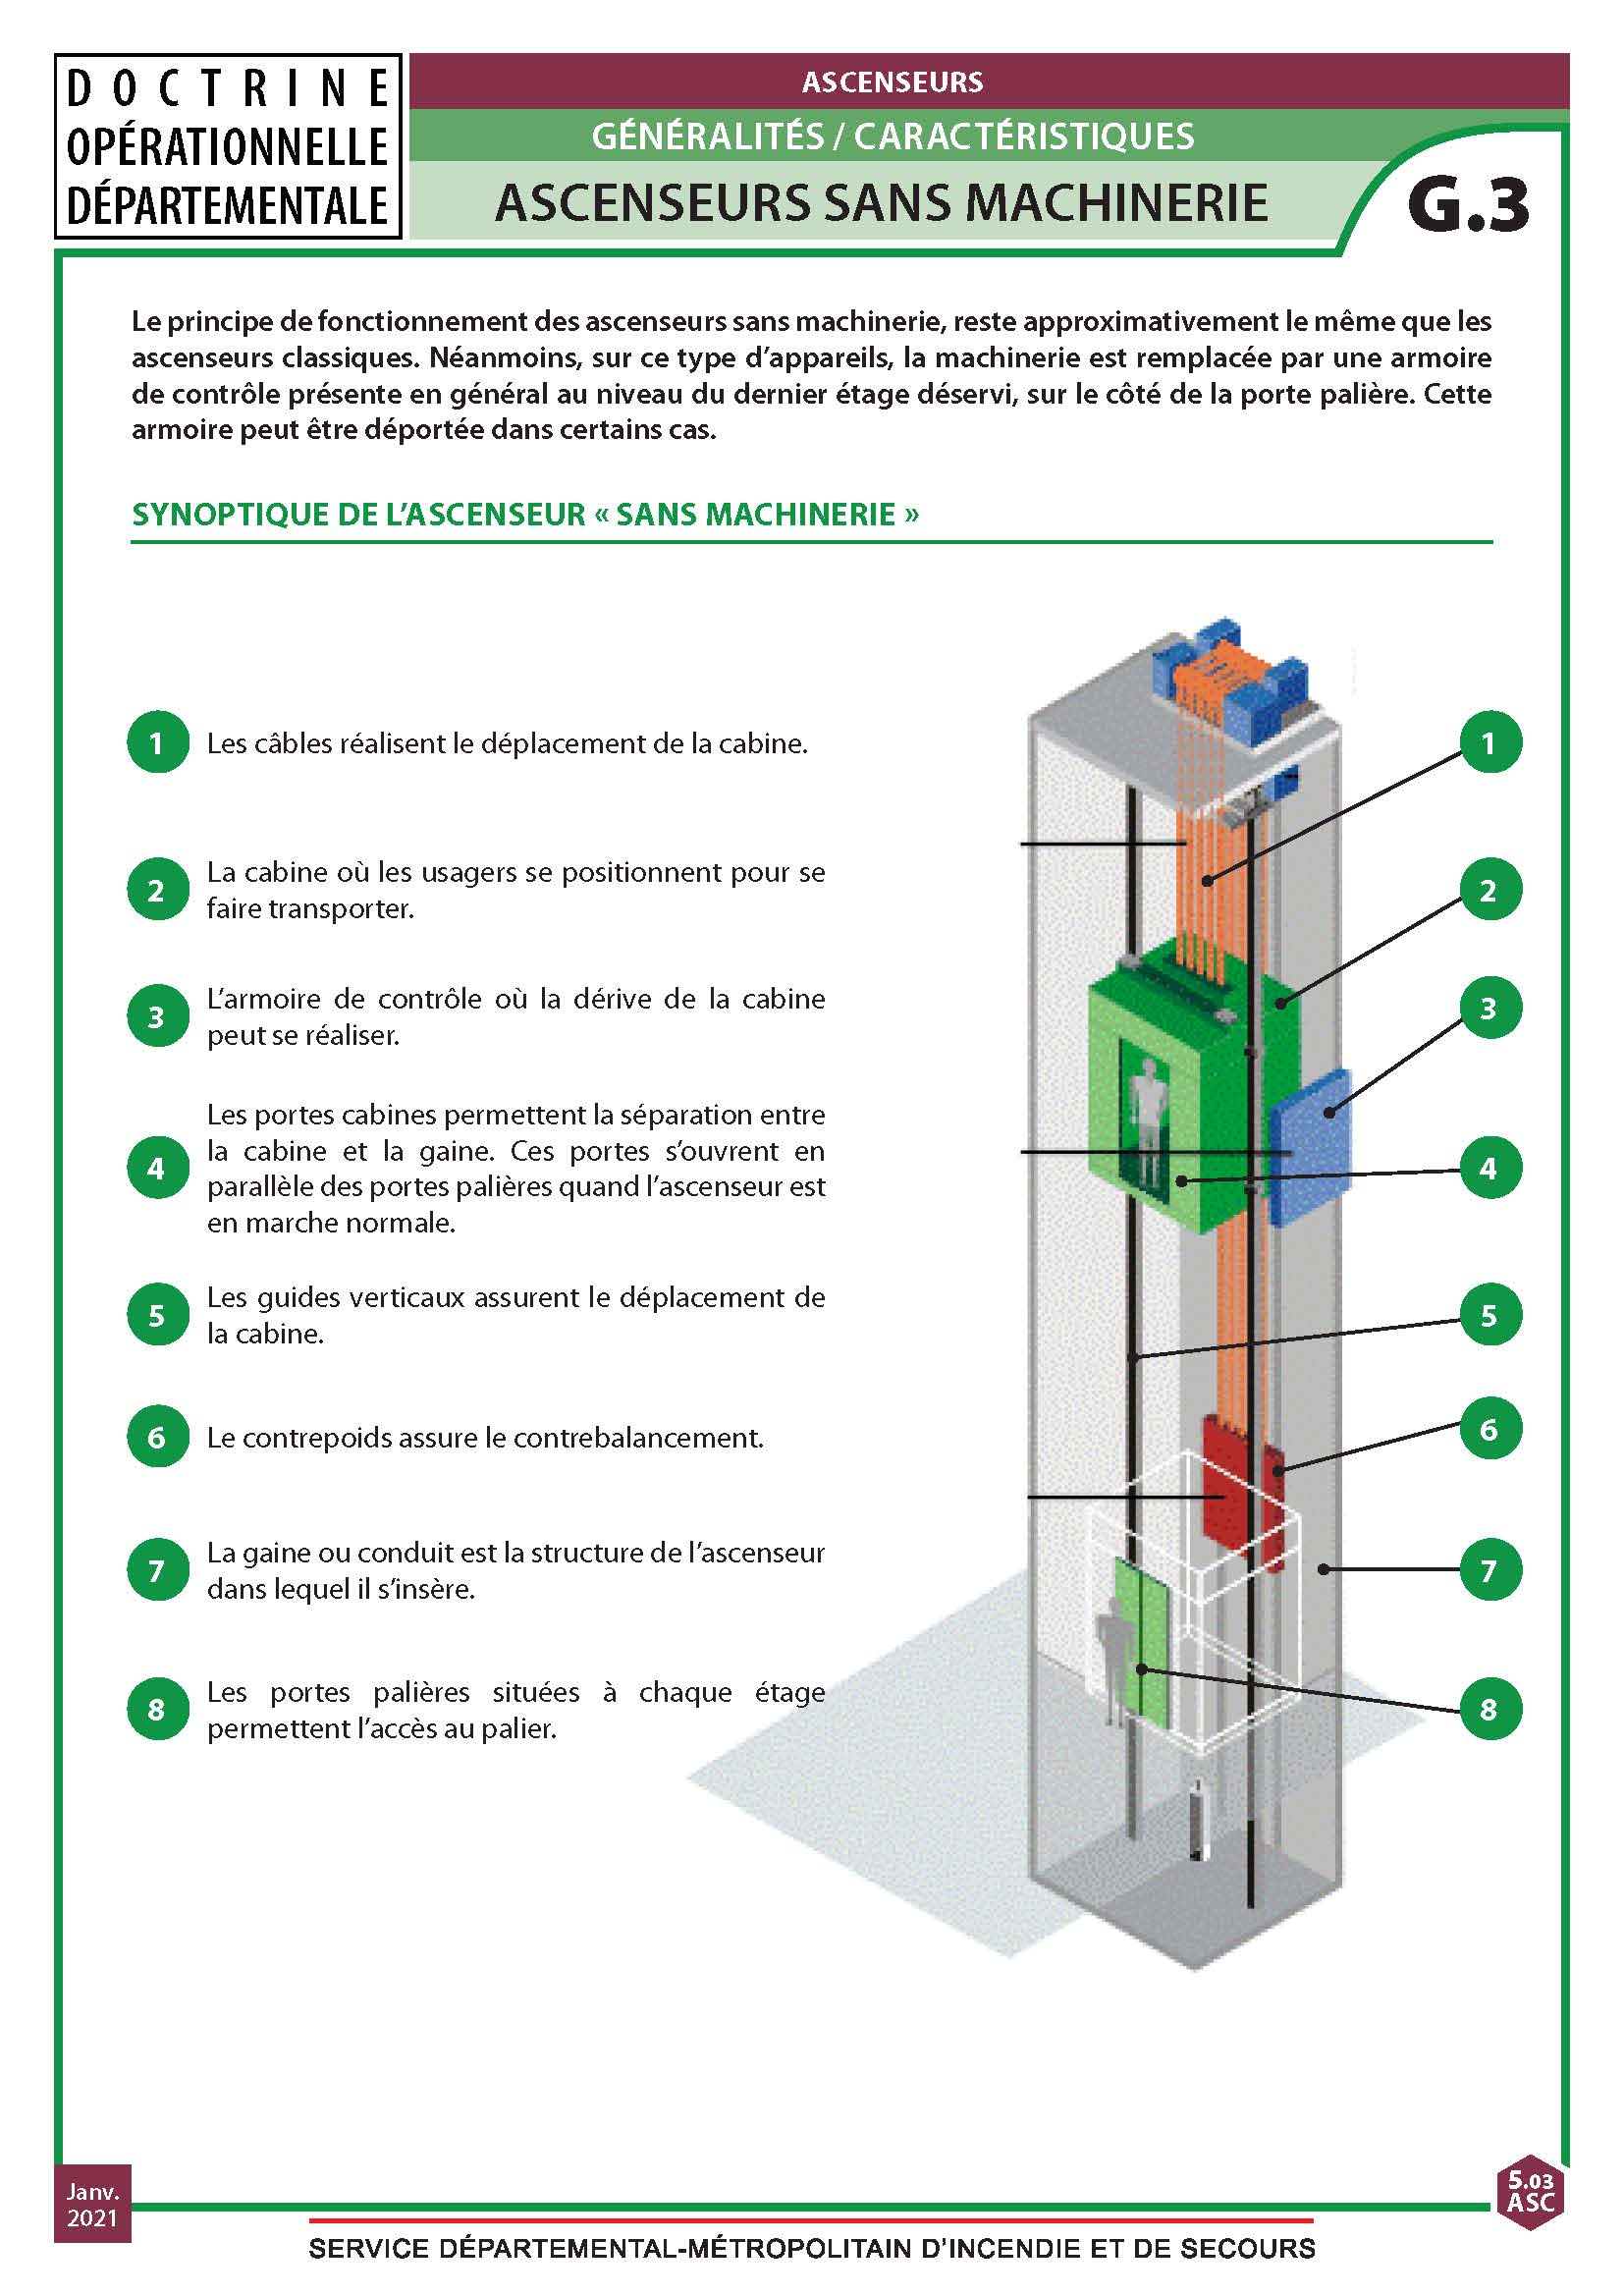 DOCTRINE
OPÉRATIONNELLE
DÉPARTEMENTALE
ASCENSEURS
GÉNÉRALITÉS / CARACTÉRISTIQUES
ASCENSEURS SANS MACHINERIE
G.3
Le principe de fonctionnement des ascenseurs sans machinerie, reste approximativement le même que les
ascenseurs classiques. Néanmoins, sur ce type d’appareils, la machinerie est remplacée par une armoire
de contrôle présente en général au niveau du dernier étage déservi, sur le côté de la porte palière. Cette
armoire peut être déportée dans certains cas.
SYNOPTIQUE DE L’ASCENSEUR « SANS MACHINERIE »
1 Les câbles réalisent le déplacement de la cabine.
2 La cabine où les usagers se positionnent pour se
faire transporter.
3 L’armoire de contrôle où la dérive de la cabine
peut se réaliser.
4 Les portes cabines permettent la séparation entre
la cabine et la gaine. Ces portes s’ouvrent en
parallèle des portes palières quand l’ascenseur est
en marche normale.
5 Les guides verticaux assurent le déplacement de
la cabine.
6 Le contrepoids assure le contrebalancement.
7 La gaine ou conduit est la structure de l’ascenseur
dans lequel il s’insère.
8 Les portes palières situées à chaque étage
permettent l’accès au palier.
1
2
3
4
5
6
7
8
Janv.
2021
5.03
ASC
SERVICE DÉPARTEMENTAL-MÉTROPOLITAIN D’INCENDIE ET DE SECOURS